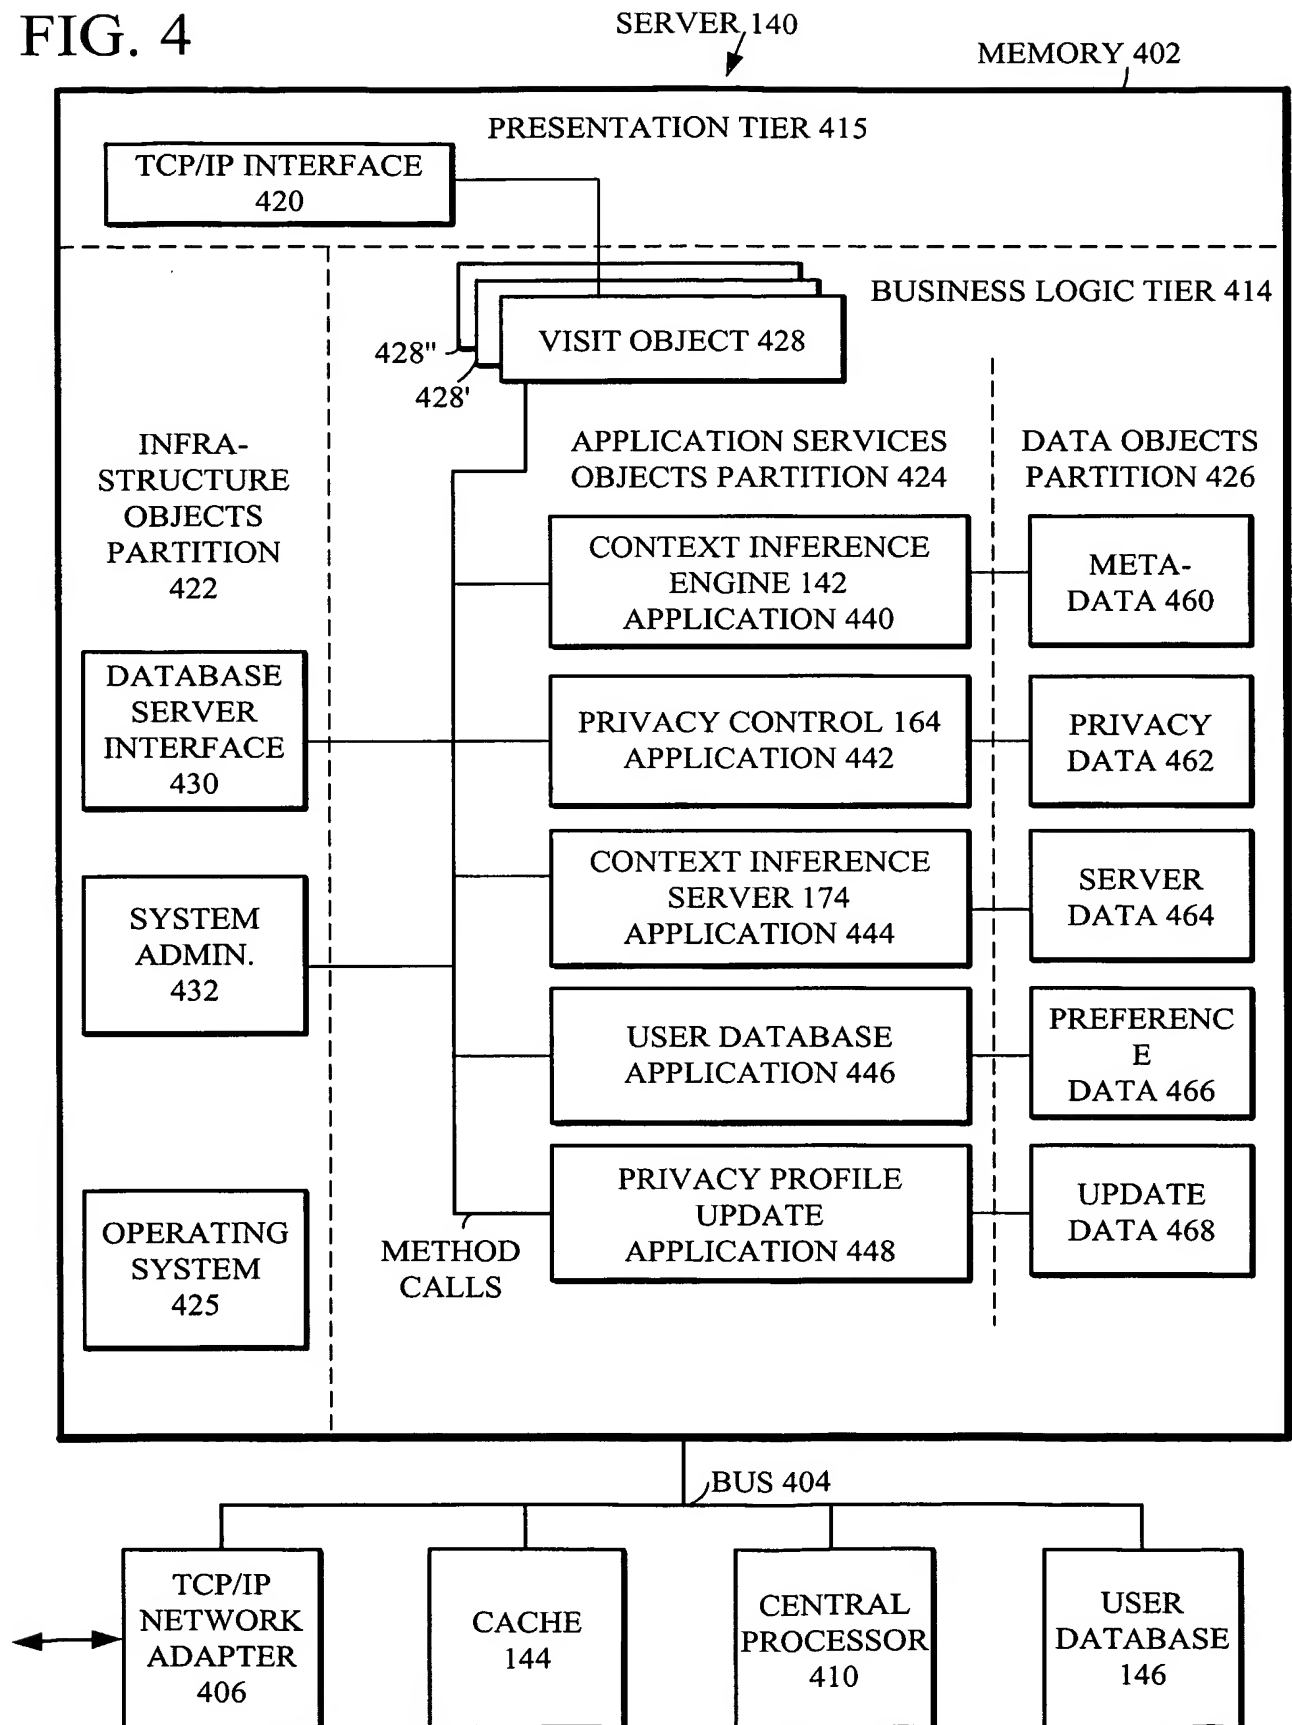 FIG. 4
SERVER 140
MEMORY 402
PRESENTATION TIER 415
TCP/IP INTERFACE
420
BUSINESS LOGIC TIER 414
VISIT OBJECT 428
428"
428'
INFRA-
STRUCTURE
OBJECTS
PARTITION
422
APPLICATION SERVICES
OBJECTS PARTITION 424
DATA OBJECTS
PARTITION 426
CONTEXT INFERENCE
ENGINE 142
APPLICATION 440
META-
DATA 460
DATABASE
SERVER
INTERFACE
430
PRIVACY CONTROL 164
APPLICATION 442
PRIVACY
DATA 462
SYSTEM
ADMIN.
432
CONTEXT INFERENCE
SERVER 174
APPLICATION 444
SERVER
DATA 464
USER DATABASE
APPLICATION 446
PREFERENC
E
DATA 466
OPERATING
SYSTEM
425
METHOD
CALLS
PRIVACY PROFILE
UPDATE
APPLICATION 448
UPDATE
DATA 468
BUS 404
TCP/IP
NETWORK
ADAPTER
406
CACHE
144
CENTRAL
PROCESSOR
410
USER
DATABASE
146